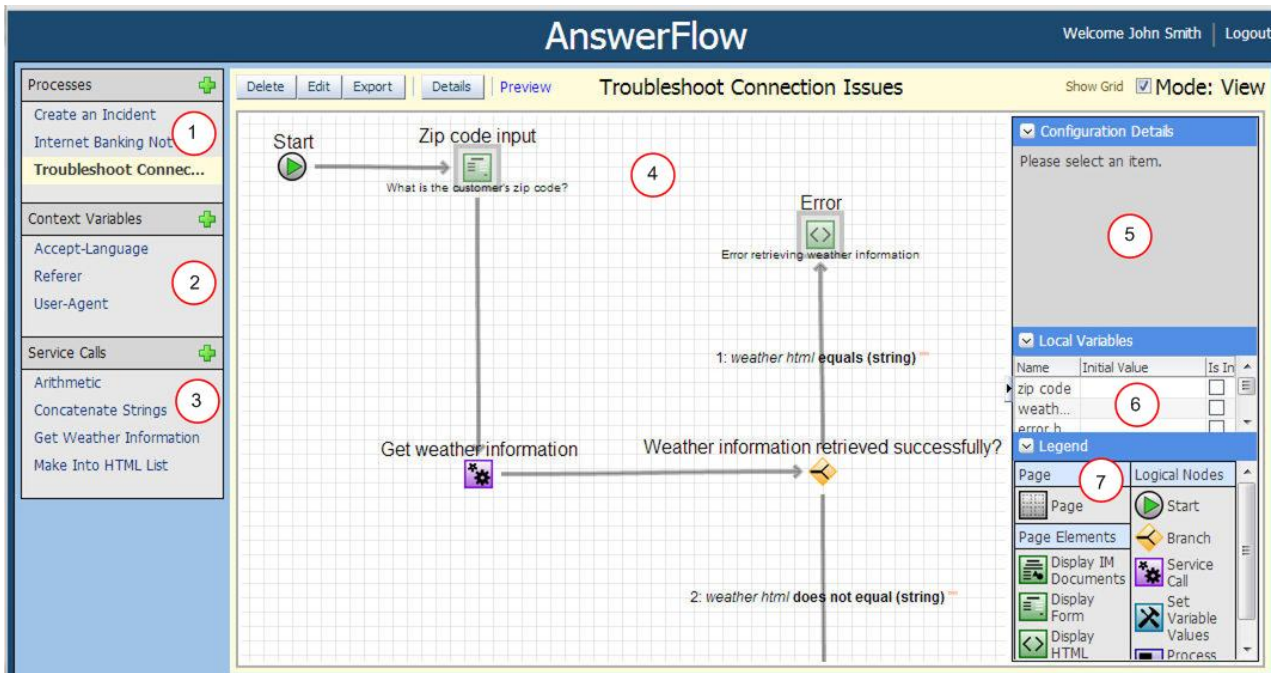 AnswerFlow
Welcome John Smith | Logout
Processes
Create an Incident
1
Internet Banking Not
Troubleshoot Connec...
Context Variables
Accept-Language
Referer
2
User-Agent
Service Calls
Arithmetic
3
Concatenate Strings
Get Weather Information
Make Into HTML List
Delete Edit Export Details Preview
Troubleshoot Connection Issues
Show Grid Mode: View
Start
Zip code input
What is the customer's zip code?
4
Error
Error retrieving weather information
1: weather html equals (string) ""
Get weather information
Weather information retrieved successfully?
2: weather html does not equal (string) ""
Configuration Details
Please select an item.
5
Local Variables
Name Initial Value Is In
zip code
6
weath...
error h
Legend
Page
7
Logical Nodes
Page
Start
Page Elements
Branch
Display IM
Documents
Service
Call
Display
Form
Set
Variable
Values
Display
HTML
Process